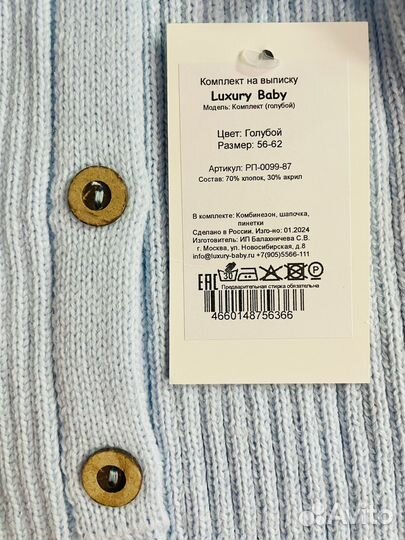 Комплект на выписку
Luxury Baby
Модель: Комплект (голубой)
Цвет: Голубой
Размер: 56-62
Артикул: РП-0099-87
Состав: 70% хлопок, 30% акрил
В комплекте: Комбинезон, шапочка,
пинетки
Сделано в России. Изго-но: 01.2024
Изготовитель: ИП Балахничева С.В.
г. Москва, ул. Новосибирская, д.8
info@luxury-baby.ru +7(905)5566-111
EAC 30 P
Предварительная стирка обязательна
4660148756366
Avito